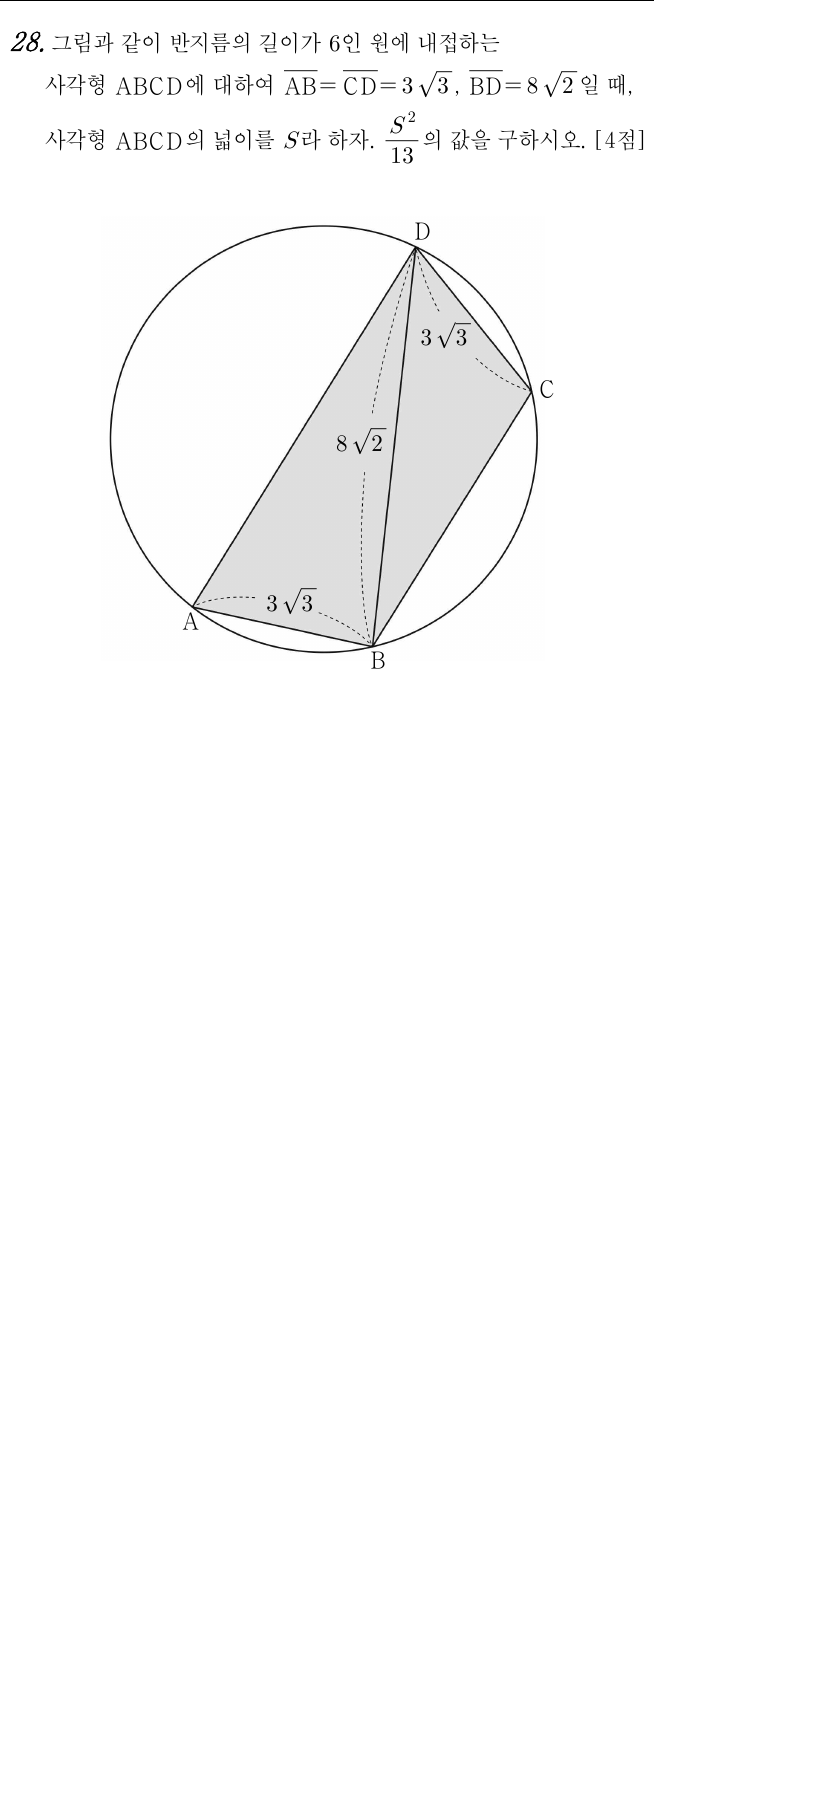 28. 그림과 같이 반지름의 길이가 6인 원에 내접하는
사각형 ABCD에 대하여 $\overline{AB}=\overline{CD}=3\sqrt{3}$, $\overline{BD}=8\sqrt{2}$일 때,
사각형 ABCD의 넓이를 $S$라 하자. $\frac{S^2}{13}$의 값을 구하시오. [4점]
D
$3\sqrt{3}$
C
$8\sqrt{2}$
$3\sqrt{3}$
A
B